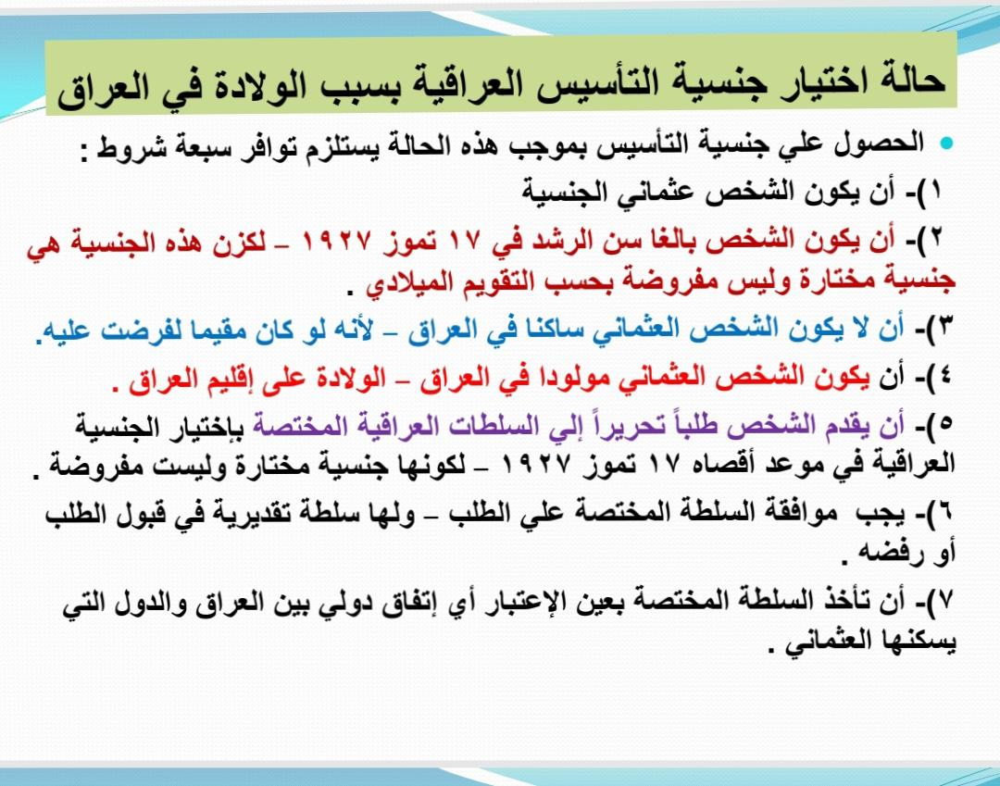 حالة اختيار جنسية التأسيس العراقية بسبب الولادة في العراق
• الحصول علي جنسية التأسيس بموجب هذه الحالة يستلزم توافر سبعة شروط :
١)- أن يكون الشخص عثماني الجنسية
٢)- أن يكون الشخص بالغا سن الرشد في ١٧ تموز ١٩٢٧ – لكزن هذه الجنسية هي
جنسية مختارة وليس مفروضة بحسب التقويم الميلادي .
٣)- أن لا يكون الشخص العثماني ساكنا في العراق – لأنه لو كان مقيما لفرضت عليه.
٤)- أن يكون الشخص العثماني مولودا في العراق – الولادة على إقليم العراق .
٥)- أن يقدم الشخص طلباً تحريراً إلي السلطات العراقية المختصة بإختيار الجنسية
العراقية في موعد أقصاه ١٧ تموز ١٩٢٧ – لكونها جنسية مختارة وليست مفروضة .
٦)- يجب موافقة السلطة المختصة علي الطلب – ولها سلطة تقديرية في قبول الطلب
أو رفضه .
٧)- أن تأخذ السلطة المختصة بعين الإعتبار أي إتفاق دولي بين العراق والدول التي
يسكنها العثماني .